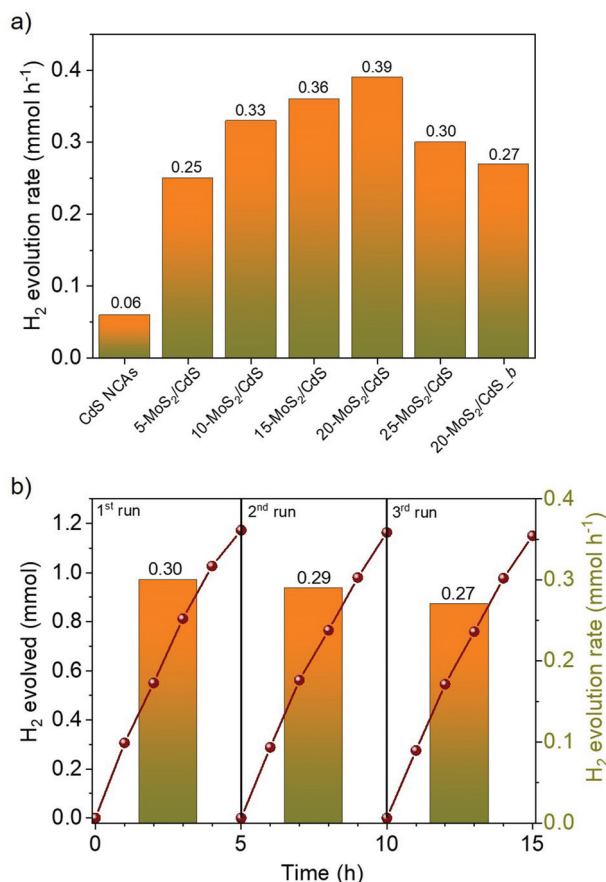 a)
H₂ evolution rate (mmol h⁻¹)
0.4
0.3
0.2
0.1
0.0
0.06
0.25
0.33
0.36
0.39
0.30
0.27
CdS NCAs
5-MoS₂/CdS
10-MoS₂/CdS
15-MoS₂/CdS
20-MoS₂/CdS
25-MoS₂/CdS
20-MoS₂/CdS_b
b)
H₂ evolved (mmol)
1.2
1.0
0.8
0.6
0.4
0.2
0.0
1ˢᵗ run
2ⁿᵈ run
3ʳᵈ run
0.30
0.29
0.27
0.4
0.3
0.2
0.1
0.0
H₂ evolution rate (mmol h⁻¹)
0
5
10
15
Time (h)